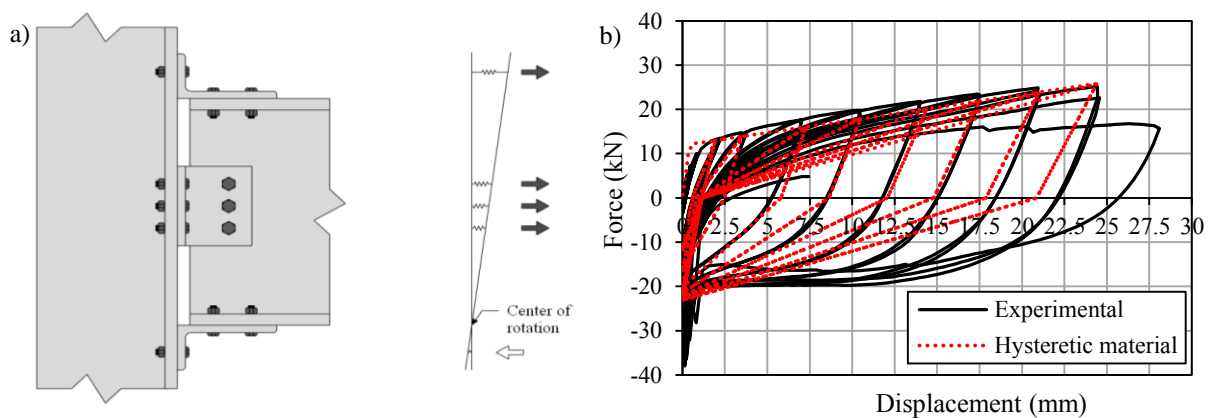 a)
Center of
rotation
b)
Force (kN)
40
30
20
10
0
-10
-20
-30
-40
0 2.5 5 7.5 10 12.5 15 17.5 20 22.5 25 27.5 30
Displacement (mm)
Experimental
Hysteretic material